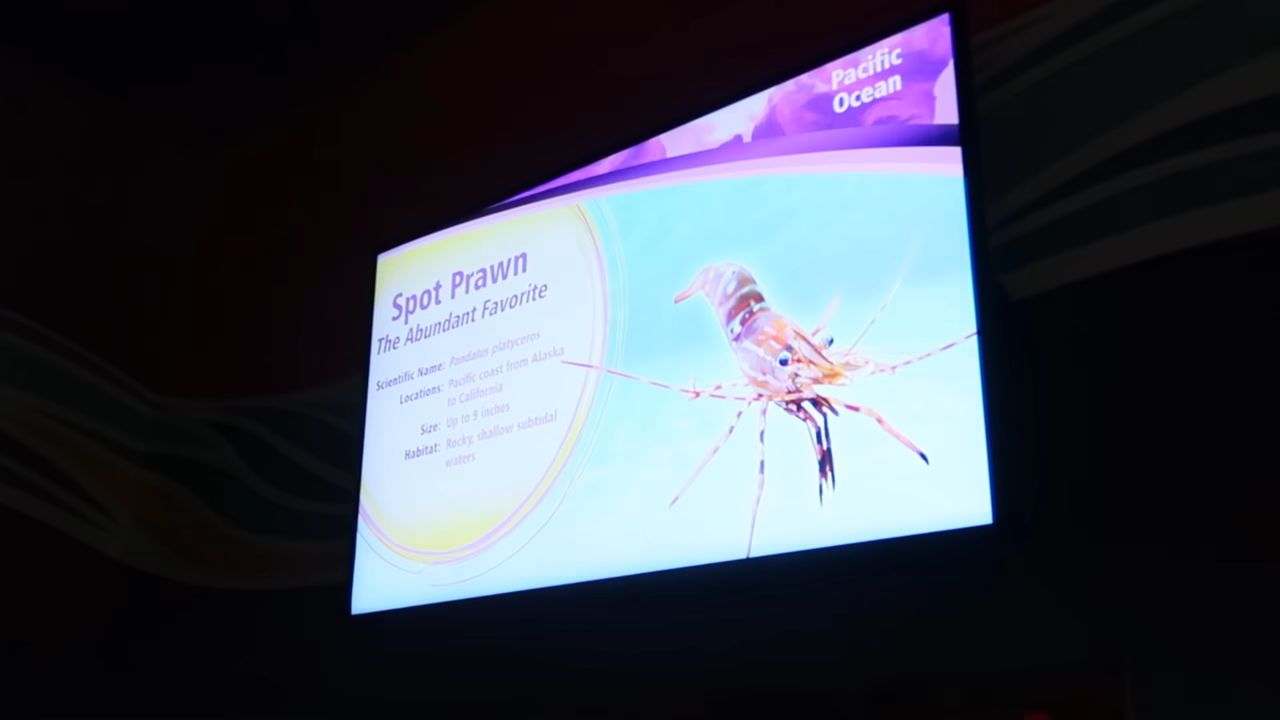 Pacific
Ocean
Spot Prawn
The Abundant Favorite
Scientific Name: Pandalus platyceros
Locations: Pacific coast from Alaska
to California
Size: Up to 9 inches
Habitat: Rocky, shallow subtidal
waters